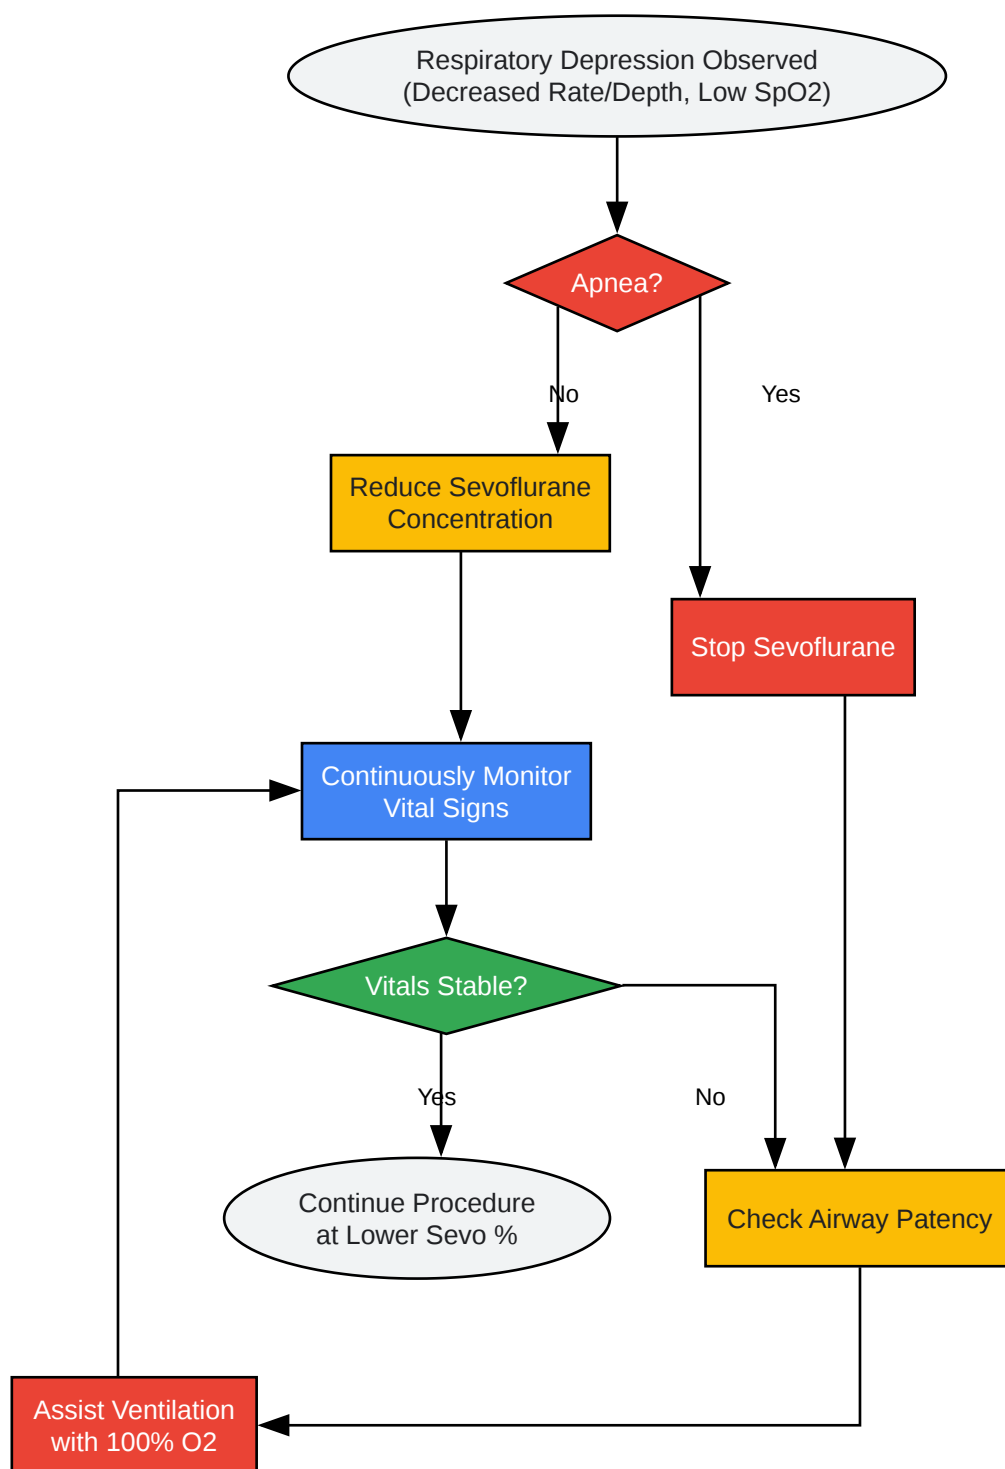 Respiratory Depression Observed
(Decreased Rate/Depth, Low SpO2)
Apnea?
No
Yes
Reduce Sevoflurane
Concentration
Stop Sevoflurane
Continuously Monitor
Vital Signs
Vitals Stable?
Yes
No
Continue Procedure
at Lower Sevo %
Check Airway Patency
Assist Ventilation
with 100% O2